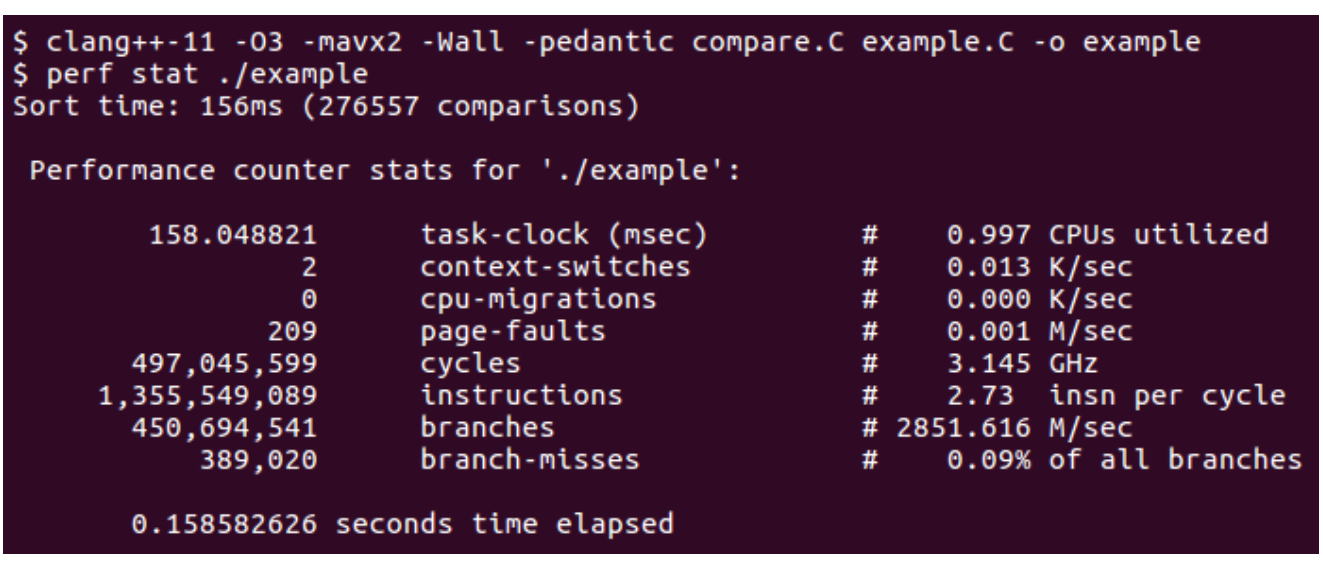 $ clang++-11 -O3 -mavx2 -Wall -pedantic compare.C example.C -o example
$ perf stat ./example
Sort time: 156ms (276557 comparisons)
Performance counter stats for './example':
158.048821 task-clock (msec) # 0.997 CPUs utilized
2 context-switches # 0.013 K/sec
0 cpu-migrations # 0.000 K/sec
209 page-faults # 0.001 M/sec
497,045,599 cycles # 3.145 GHz
1,355,549,089 instructions # 2.73 insn per cycle
450,694,541 branches # 2851.616 M/sec
389,020 branch-misses # 0.09% of all branches
0.158582626 seconds time elapsed